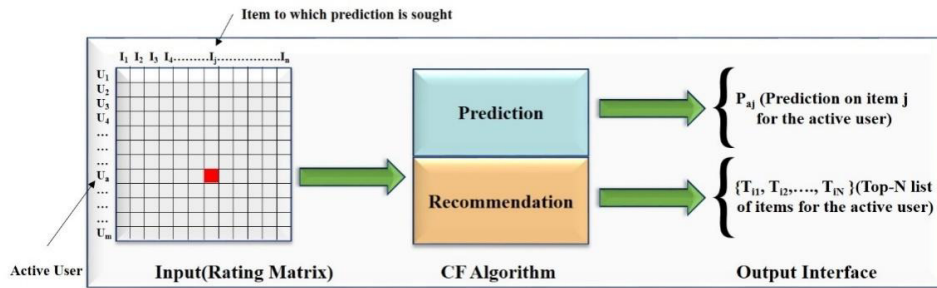 Item to which prediction is sought
I₁ I₂ I₃ I₄.........Iⱼ...............Iₙ
U₁
U₂
U₃
U₄
...
...
...
Uₐ
...
...
...
Uₘ
Active User
Input(Rating Matrix)
Prediction
Recommendation
CF Algorithm
{ Pₐⱼ (Prediction on item j
for the active user)
{ {Tᵢ₁, Tᵢ₂,...., Tᵢɴ }(Top-N list
of items for the active user)
Output Interface